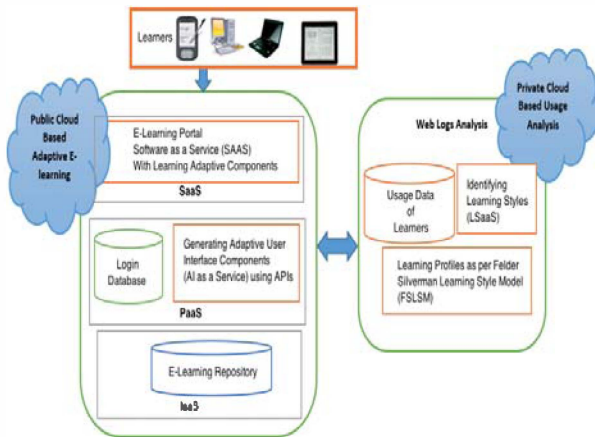 Learners
Public Cloud
Based
Adaptive E-
learning
E-Learning Portal
Software as a Service (SAAS)
With Learning Adaptive Components
SaaS
Login
Database
Generating Adaptive User
Interface Components
(AI as a Service) using APIs
PaaS
E-Learning Repository
IaaS
Private Cloud
Based Usage
Analysis
Web Logs Analysis
Usage Data
of
Learners
Identifying
Learning Styles
(LSaaS)
Learning Profiles as per Felder
Silverman Learning Style Model
(FSLSM)